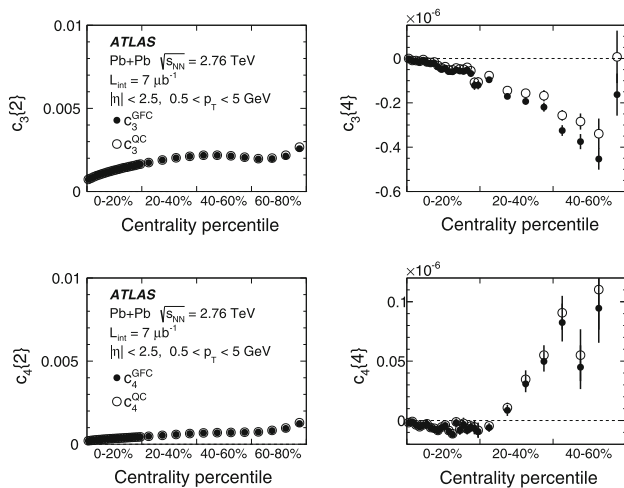 0.01
ATLAS
Pb+Pb √sNN = 2.76 TeV
Lint = 7 μb-1
|η| < 2.5, 0.5 < pT < 5 GeV
c3GFC
c3QC
0.005
0
c3{2}
0-20% 20-40% 40-60% 60-80%
Centrality percentile
×10-6
0
-0.2
-0.4
-0.6
c3{4}
0-20% 20-40% 40-60%
Centrality percentile
0.01
ATLAS
Pb+Pb √sNN = 2.76 TeV
Lint = 7 μb-1
|η| < 2.5, 0.5 < pT < 5 GeV
c4GFC
c4QC
0.005
0
c4{2}
0-20% 20-40% 40-60% 60-80%
Centrality percentile
×10-6
0.1
0.05
0
c4{4}
0-20% 20-40% 40-60%
Centrality percentile